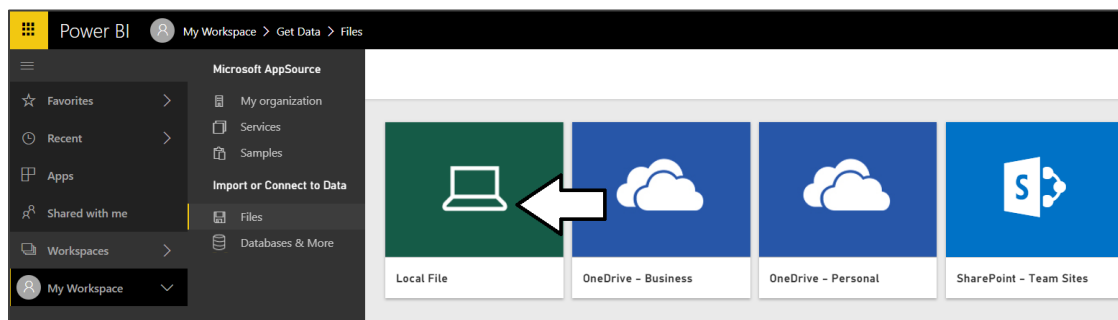 Power BI
My Workspace > Get Data > Files
Favorites
Recent
Apps
Shared with me
Workspaces
My Workspace
Microsoft AppSource
My organization
Services
Samples
Import or Connect to Data
Files
Databases & More
Local File
OneDrive – Business
OneDrive – Personal
S
SharePoint – Team Sites